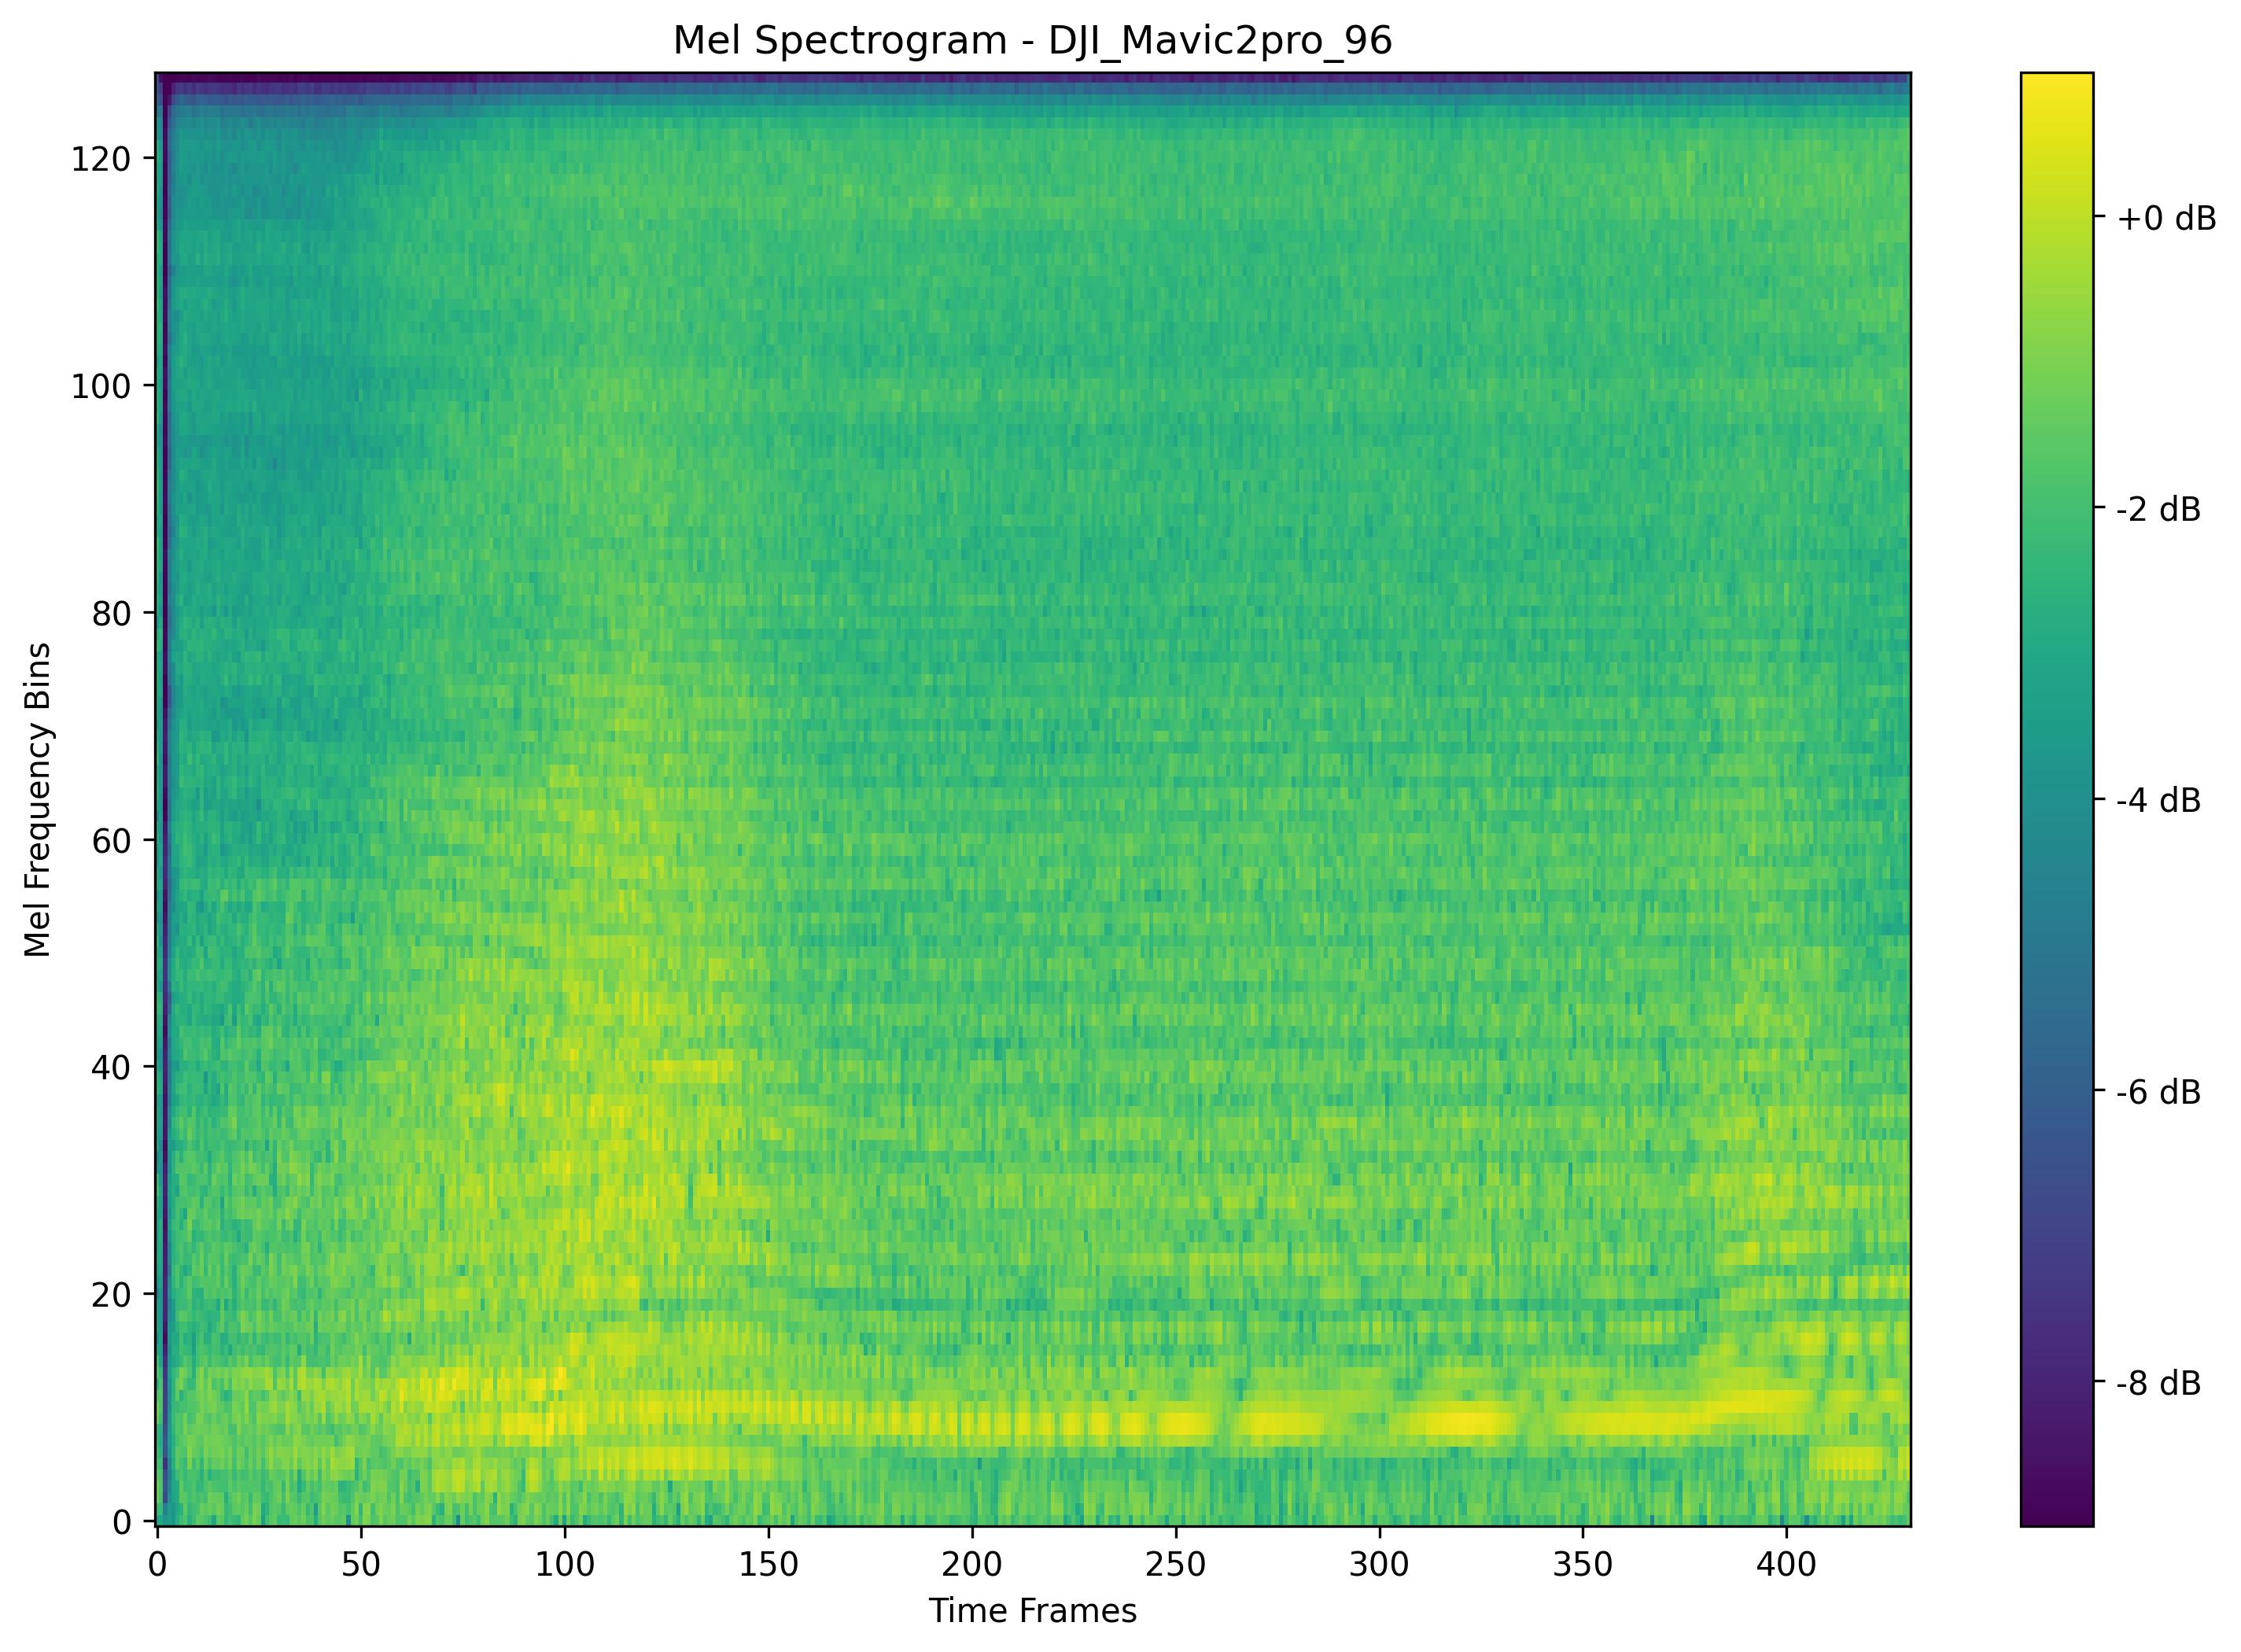 Mel Spectrogram - DJI_Mavic2pro_96
Mel Frequency Bins
120
100
80
60
40
20
0
0 50 100 150 200 250 300 350 400
Time Frames
+0 dB
-2 dB
-4 dB
-6 dB
-8 dB